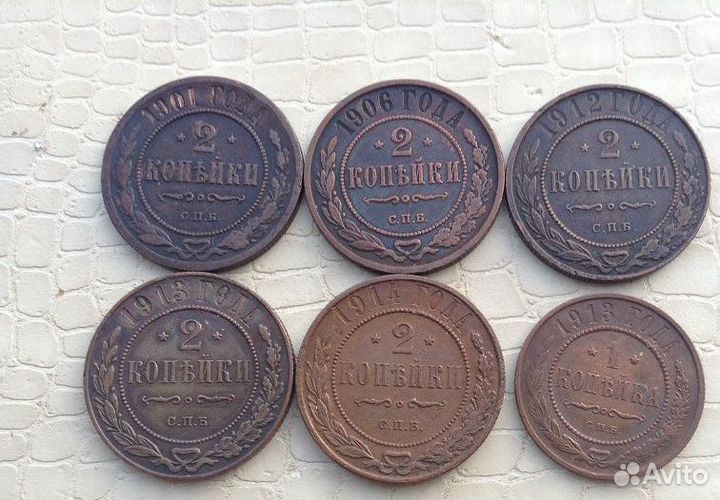 1901 ГОДА
2
КОПѢЙКИ
С.П.Б.
1906 ГОДА
2
КОПѢЙКИ
С.П.Б.
1912 ГОДА
2
КОПѢЙКИ
С.П.Б.
1913 ГОДА
2
КОПѢЙКИ
С.П.Б.
1914 ГОДА
2
КОПѢЙКИ
С.П.Б.
1913 ГОДА
1
КОПѢЙКА
С.П.Б.
Avito